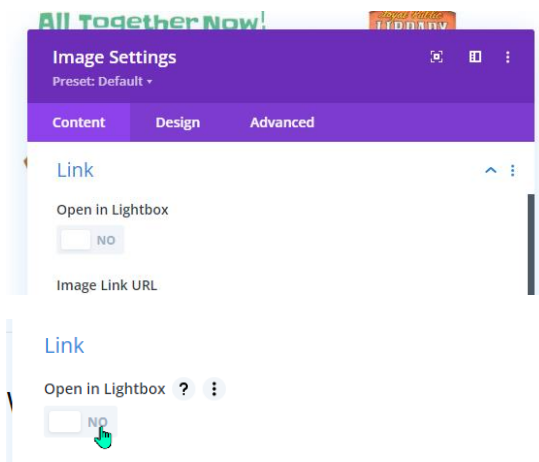 All Together Now!
LIBRARY
Image Settings
Preset: Default
Content Design Advanced
Link
Open in Lightbox
NO
Image Link URL
Link
Open in Lightbox ?
NO